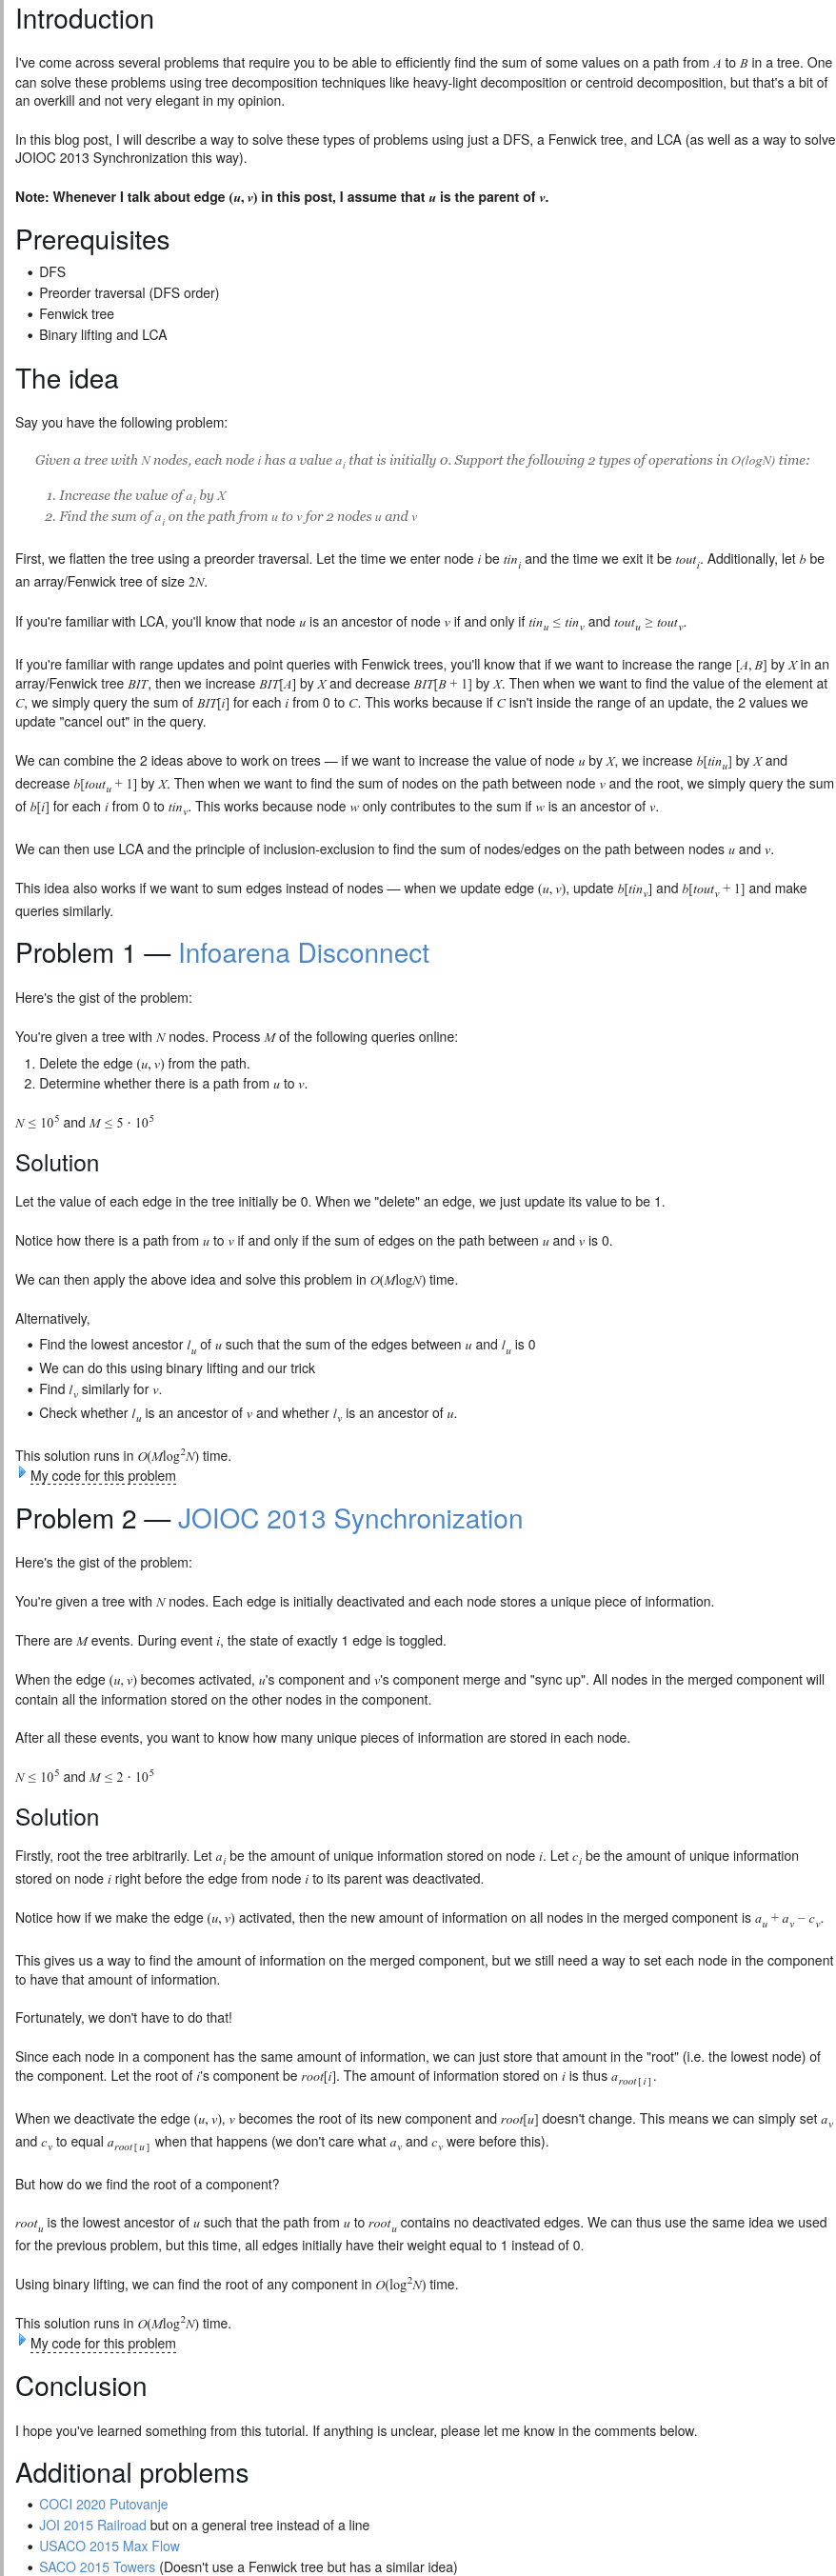 Introduction
I've come across several problems that require you to be able to efficiently find the sum of some values on a path from A to B in a tree. One
can solve these problems using tree decomposition techniques like heavy-light decomposition or centroid decomposition, but that's a bit of
an overkill and not very elegant in my opinion.
In this blog post, I will describe a way to solve these types of problems using just a DFS, a Fenwick tree, and LCA (as well as a way to solve
JOIOC 2013 Synchronization this way).
Note: Whenever I talk about edge (u, v) in this post, I assume that u is the parent of v.
Prerequisites
• DFS
• Preorder traversal (DFS order)
• Fenwick tree
• Binary lifting and LCA
The idea
Say you have the following problem:
Given a tree with N nodes, each node i has a value a_i that is initially 0. Support the following 2 types of operations in O(logN) time:
1. Increase the value of a_i by X
2. Find the sum of a_i on the path from u to v for 2 nodes u and v
First, we flatten the tree using a preorder traversal. Let the time we enter node i be tin_i and the time we exit it be tout_i. Additionally, let b be
an array/Fenwick tree of size 2N.
If you're familiar with LCA, you'll know that node u is an ancestor of node v if and only if tin_u ≤ tin_v and tout_u ≥ tout_v.
If you're familiar with range updates and point queries with Fenwick trees, you'll know that if we want to increase the range [A, B] by X in an
array/Fenwick tree BIT, then we increase BIT[A] by X and decrease BIT[B + 1] by X. Then when we want to find the value of the element at
C, we simply query the sum of BIT[i] for each i from 0 to C. This works because if C isn't inside the range of an update, the 2 values we
update "cancel out" in the query.
We can combine the 2 ideas above to work on trees — if we want to increase the value of node u by X, we increase b[tin_u] by X and
decrease b[tout_u + 1] by X. Then when we want to find the sum of nodes on the path between node v and the root, we simply query the sum
of b[i] for each i from 0 to tin_v. This works because node w only contributes to the sum if w is an ancestor of v.
We can then use LCA and the principle of inclusion-exclusion to find the sum of nodes/edges on the path between nodes u and v.
This idea also works if we want to sum edges instead of nodes — when we update edge (u, v), update b[tin_v] and b[tout_v + 1] and make
queries similarly.
Problem 1 — Infoarena Disconnect
Here's the gist of the problem:
You're given a tree with N nodes. Process M of the following queries online:
1. Delete the edge (u, v) from the path.
2. Determine whether there is a path from u to v.
N ≤ 10^5 and M ≤ 5 · 10^5
Solution
Let the value of each edge in the tree initially be 0. When we "delete" an edge, we just update its value to be 1.
Notice how there is a path from u to v if and only if the sum of edges on the path between u and v is 0.
We can then apply the above idea and solve this problem in O(MlogN) time.
Alternatively,
• Find the lowest ancestor l_u of u such that the sum of the edges between u and l_u is 0
• We can do this using binary lifting and our trick
• Find l_v similarly for v.
• Check whether l_u is an ancestor of v and whether l_v is an ancestor of u.
This solution runs in O(Mlog^2N) time.
My code for this problem
Problem 2 — JOIOC 2013 Synchronization
Here's the gist of the problem:
You're given a tree with N nodes. Each edge is initially deactivated and each node stores a unique piece of information.
There are M events. During event i, the state of exactly 1 edge is toggled.
When the edge (u, v) becomes activated, u's component and v's component merge and "sync up". All nodes in the merged component will
contain all the information stored on the other nodes in the component.
After all these events, you want to know how many unique pieces of information are stored in each node.
N ≤ 10^5 and M ≤ 2 · 10^5
Solution
Firstly, root the tree arbitrarily. Let a_i be the amount of unique information stored on node i. Let c_i be the amount of unique information
stored on node i right before the edge from node i to its parent was deactivated.
Notice how if we make the edge (u, v) activated, then the new amount of information on all nodes in the merged component is a_u + a_v − c_v.
This gives us a way to find the amount of information on the merged component, but we still need a way to set each node in the component
to have that amount of information.
Fortunately, we don't have to do that!
Since each node in a component has the same amount of information, we can just store that amount in the "root" (i.e. the lowest node) of
the component. Let the root of i's component be root[i]. The amount of information stored on i is thus a_root[i].
When we deactivate the edge (u, v), v becomes the root of its new component and root[u] doesn't change. This means we can simply set a_v
and c_v to equal a_root[u] when that happens (we don't care what a_v and c_v were before this).
But how do we find the root of a component?
root_u is the lowest ancestor of u such that the path from u to root_u contains no deactivated edges. We can thus use the same idea we used
for the previous problem, but this time, all edges initially have their weight equal to 1 instead of 0.
Using binary lifting, we can find the root of any component in O(log^2N) time.
This solution runs in O(Mlog^2N) time.
My code for this problem
Conclusion
I hope you've learned something from this tutorial. If anything is unclear, please let me know in the comments below.
Additional problems
• COCI 2020 Putovanje
• JOI 2015 Railroad but on a general tree instead of a line
• USACO 2015 Max Flow
• SACO 2015 Towers (Doesn't use a Fenwick tree but has a similar idea)